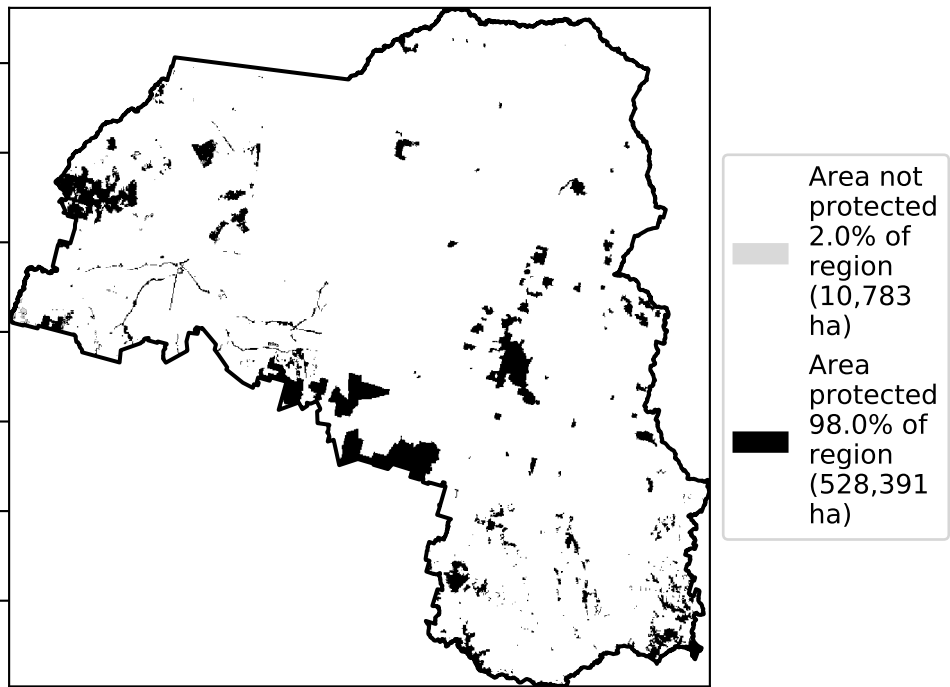 Area not
protected
2.0% of
region
(10,783
ha)
Area
protected
98.0% of
region
(528,391
ha)